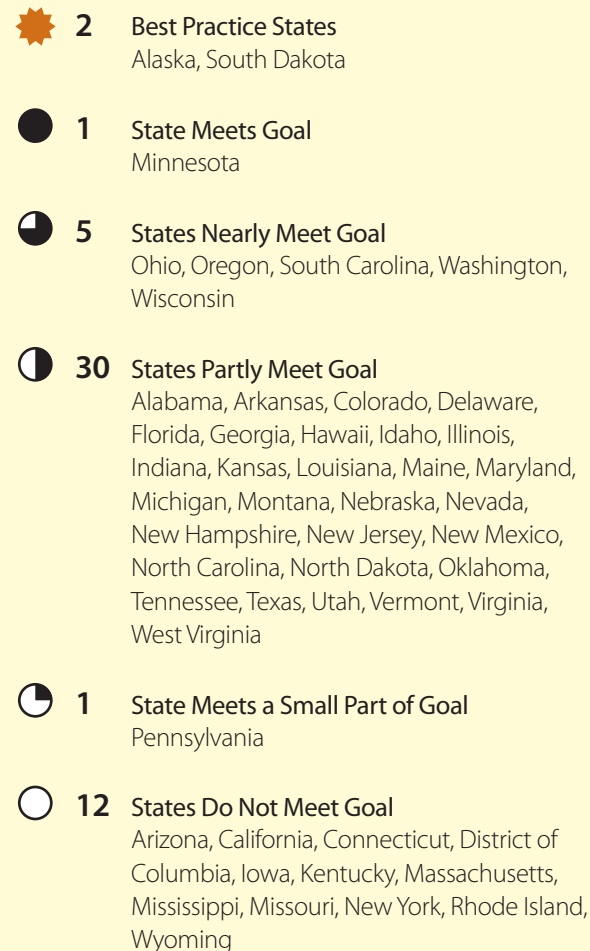 2 Best Practice States
Alaska, South Dakota
1 State Meets Goal
Minnesota
5 States Nearly Meet Goal
Ohio, Oregon, South Carolina, Washington,
Wisconsin
30 States Partly Meet Goal
Alabama, Arkansas, Colorado, Delaware,
Florida, Georgia, Hawaii, Idaho, Illinois,
Indiana, Kansas, Louisiana, Maine, Maryland,
Michigan, Montana, Nebraska, Nevada,
New Hampshire, New Jersey, New Mexico,
North Carolina, North Dakota, Oklahoma,
Tennessee, Texas, Utah, Vermont, Virginia,
West Virginia
1 State Meets a Small Part of Goal
Pennsylvania
12 States Do Not Meet Goal
Arizona, California, Connecticut, District of
Columbia, Iowa, Kentucky, Massachusetts,
Mississippi, Missouri, New York, Rhode Island,
Wyoming